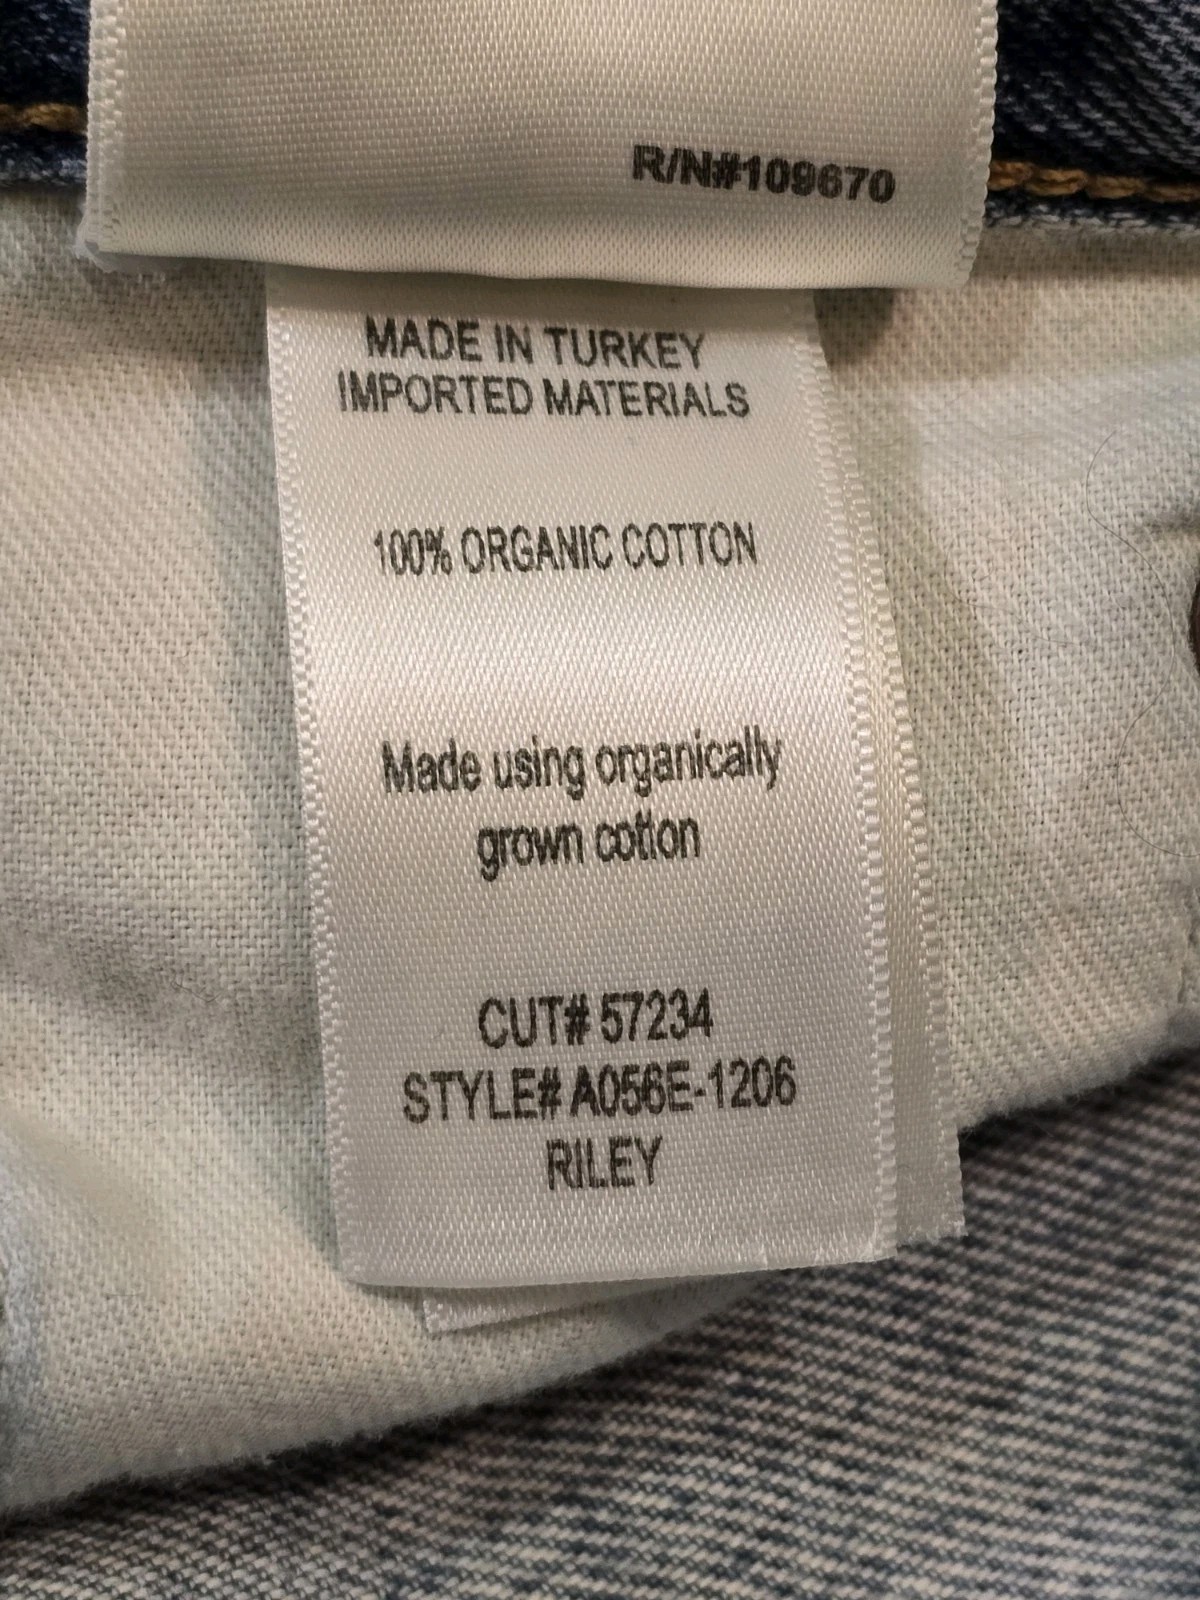 R/N#109670
MADE IN TURKEY
IMPORTED MATERIALS
100% ORGANIC COTTON
Made using organically
grown cotton
CUT# 57234
STYLE# A056E-1206
RILEY